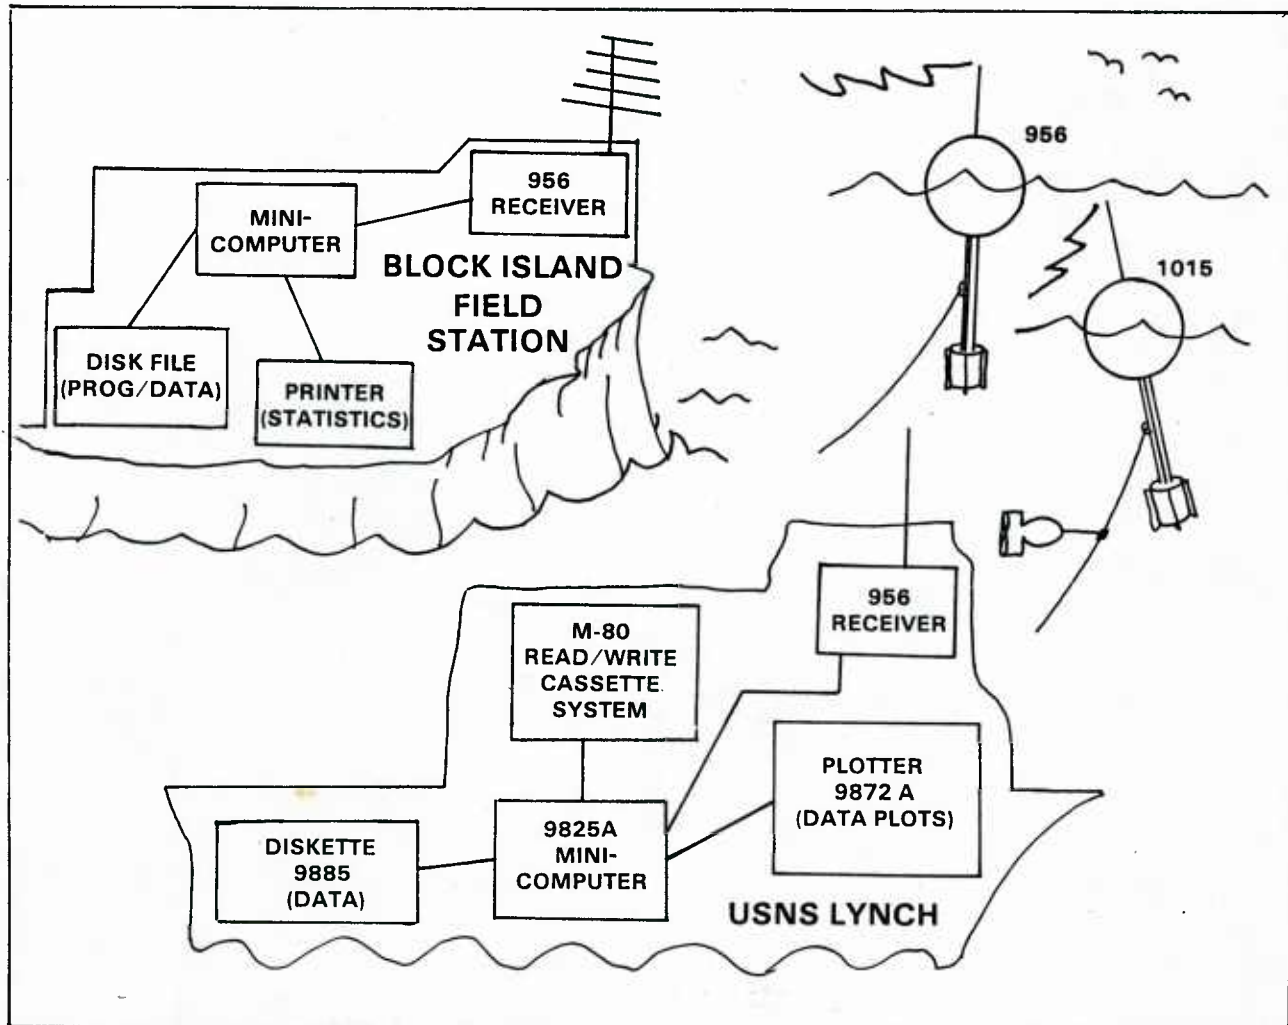 956
RECEIVER
MINI-
COMPUTER
BLOCK ISLAND
FIELD
STATION
DISK FILE
(PROG/DATA)
PRINTER
(STATISTICS)
956
1015
956
RECEIVER
M-80
READ/WRITE
CASSETTE
SYSTEM
PLOTTER
9872 A
(DATA PLOTS)
9825A
MINI-
COMPUTER
DISKETTE
9885
(DATA)
USNS LYNCH